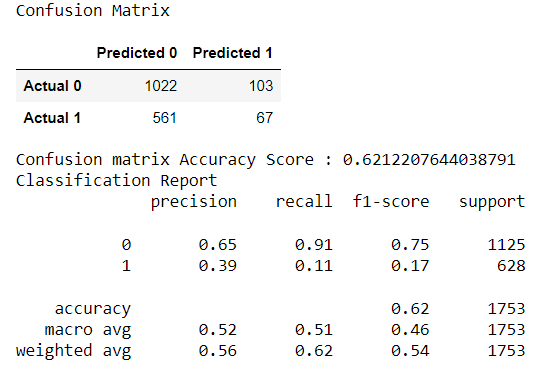 Confusion Matrix
Predicted 0 Predicted 1
Actual 0 1022 103
Actual 1 561 67
Confusion matrix Accuracy Score : 0.6212207644038791
Classification Report
precision recall f1-score support
0 0.65 0.91 0.75 1125
1 0.39 0.11 0.17 628
accuracy 0.62 1753
macro avg 0.52 0.51 0.46 1753
weighted avg 0.56 0.62 0.54 1753